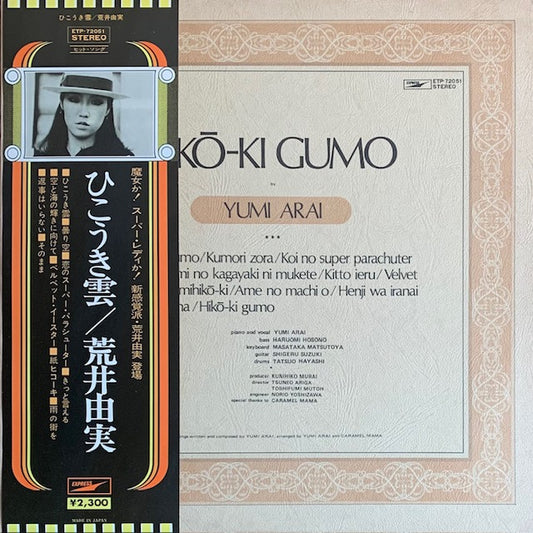 ひこうき雲／荒井由実
ETP-72051
STEREO
ヒット・ソング
ひこうき雲／荒井由実
魔女か！スーパー・レディか！ 新感覚派・荒井由実 登場
■ひこうき雲■曇り空■恋のスーパー・パラシューター■きっと言える
■空と海の輝きに向けて■ベルベット・イースター■紙ヒコーキ■雨の街を
■返事はいらない■そのまま
EXPRESS
¥2,300
MADE IN JAPAN
EXPRESS
ETP-72051
STEREO
KŌ-KI GUMO
by
YUMI ARAI
***
umo/Kumori zora/Koi no super parachuter
mi no kagayaki ni mukete/Kitto ieru/Velvet
mihikō-ki/Ame no machi o/Henji wa iranai
ma/Hikō-ki gumo
piano and vocal YUMI ARAI
bass HARUOMI HOSONO
keyboard MASATAKA MATSUTOYA
guitar SHIGERU SUZUKI
drums TATSUO HAYASHI
producer KUNIHIKO MURAI
director TSUNEO ARIGA
TOSHIFUMI MUTOH
engineer NORIO YOSHIZAWA
special thanks to CARAMEL MAMA
songs written and composed by YUMI ARAI, arranged by YUMI ARAI and CARAMEL MAMA